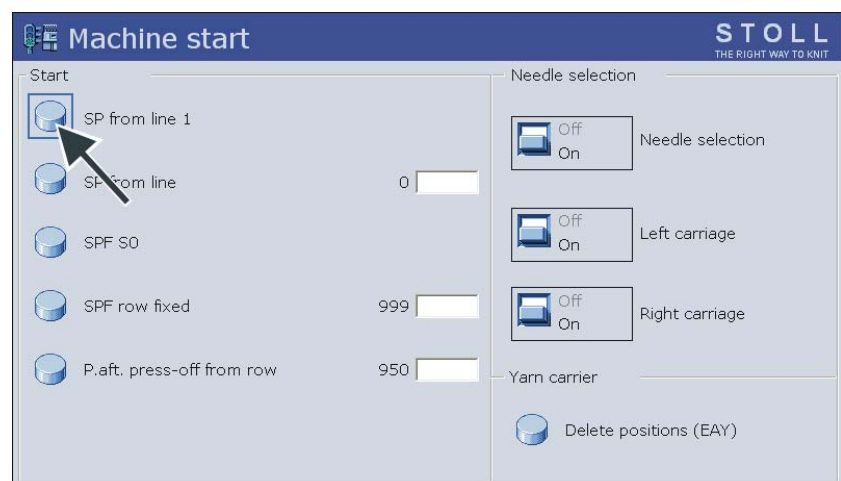 Machine start
STOLL
THE RIGHT WAY TO KNIT
Start
SP from line 1
SP from line 0
SPF S0
SPF row fixed 999
P.aft. press-off from row 950
Needle selection
Off
On
Needle selection
Off
On
Left carriage
Off
On
Right carriage
Yarn carrier
Delete positions (EAY)